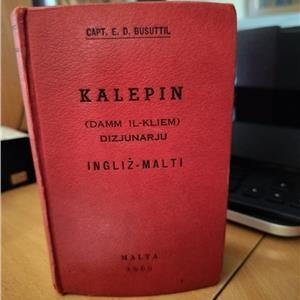 CAPT. E. D. BUSUTTIL
KALEPIN
(DAMM IL-KLIEM)
DIZJUNARJU
INGLIŻ-MALTI
MALTA